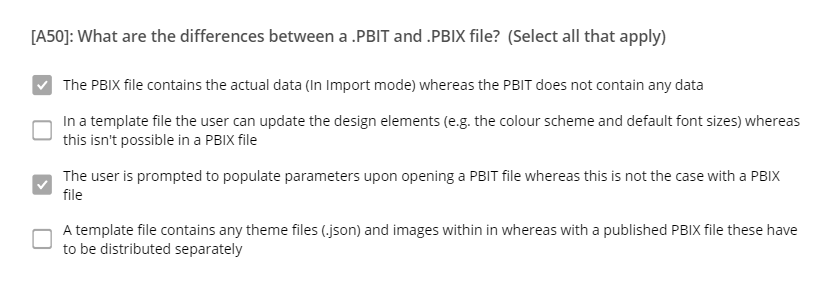 [A50]: What are the differences between a .PBIT and .PBIX file?  (Select all that apply)
The PBIX file contains the actual data (In Import mode) whereas the PBIT does not contain any data
In a template file the user can update the design elements (e.g. the colour scheme and default font sizes) whereas
this isn't possible in a PBIX file
The user is prompted to populate parameters upon opening a PBIT file whereas this is not the case with a PBIX
file
A template file contains any theme files (.json) and images within in whereas with a published PBIX file these have
to be distributed separately